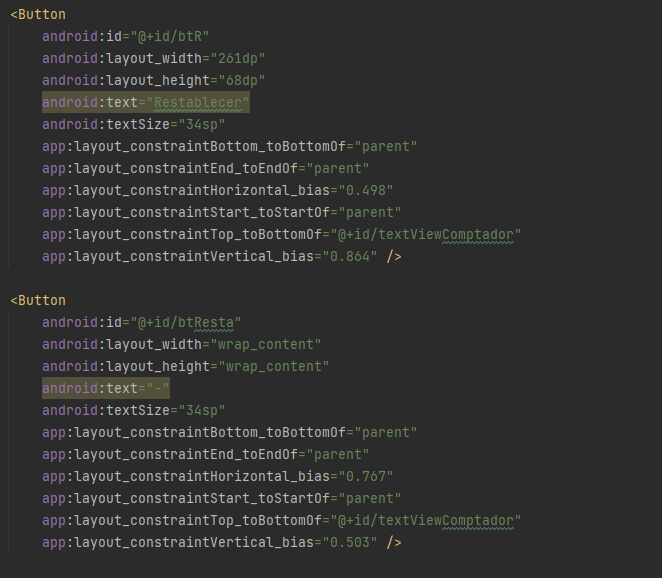 <Button
android:id="@+id/btR"
android:layout_width="261dp"
android:layout_height="68dp"
android:text="Restablecer"
android:textSize="34sp"
app:layout_constraintBottom_toBottomOf="parent"
app:layout_constraintEnd_toEndOf="parent"
app:layout_constraintHorizontal_bias="0.498"
app:layout_constraintStart_toStartOf="parent"
app:layout_constraintTop_toBottomOf="@+id/textViewComptador"
app:layout_constraintVertical_bias="0.864" />
<Button
android:id="@+id/btResta"
android:layout_width="wrap_content"
android:layout_height="wrap_content"
android:text="-"
android:textSize="34sp"
app:layout_constraintBottom_toBottomOf="parent"
app:layout_constraintEnd_toEndOf="parent"
app:layout_constraintHorizontal_bias="0.767"
app:layout_constraintStart_toStartOf="parent"
app:layout_constraintTop_toBottomOf="@+id/textViewComptador"
app:layout_constraintVertical_bias="0.503" />